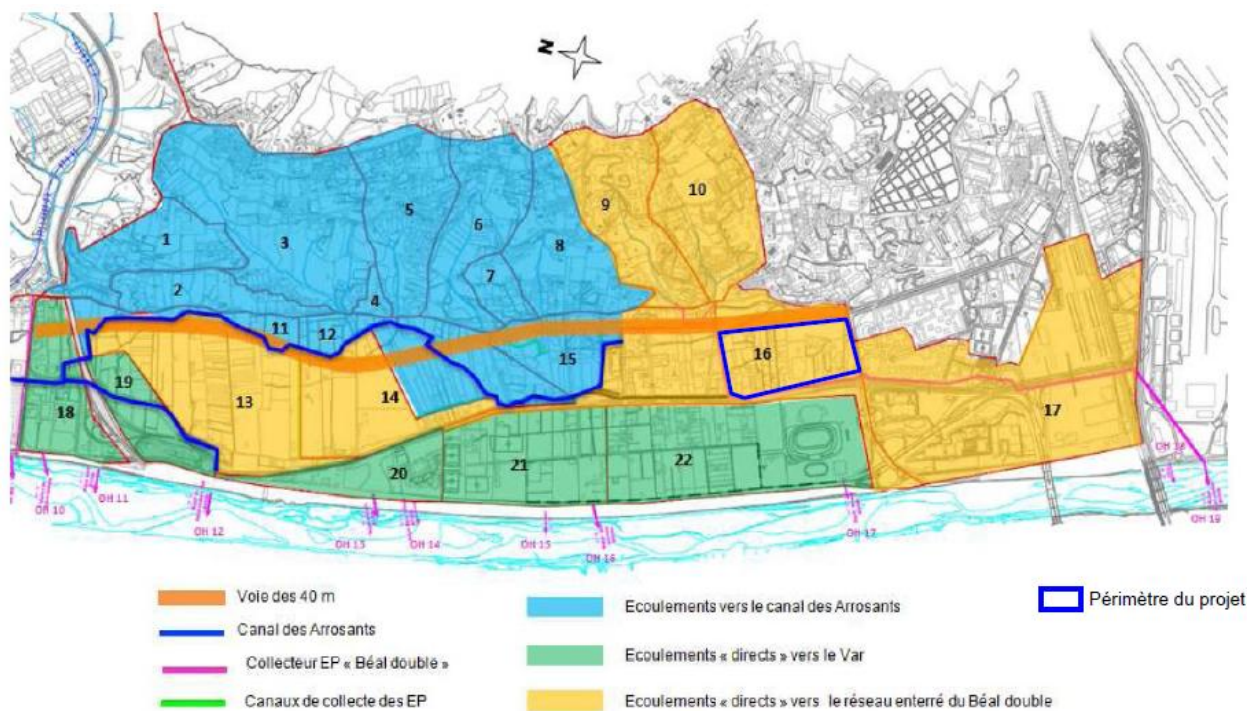 N
10
9
5
6
1
3
8
7
2
4
11
12
16
15
19
14
13
17
18
20
21
22
OH 10
OH 11
OH 12
OH 13
OH 14
OH 15
OH 16
OH 17
OH 18
OH 19
Voie des 40 m
Canal des Arrosants
Collecteur EP « Béal double »
Canaux de collecte des EP
Ecoulements vers le canal des Arrosants
Ecoulements « directs » vers le Var
Ecoulements « directs » vers le réseau enterré du Béal double
Périmètre du projet